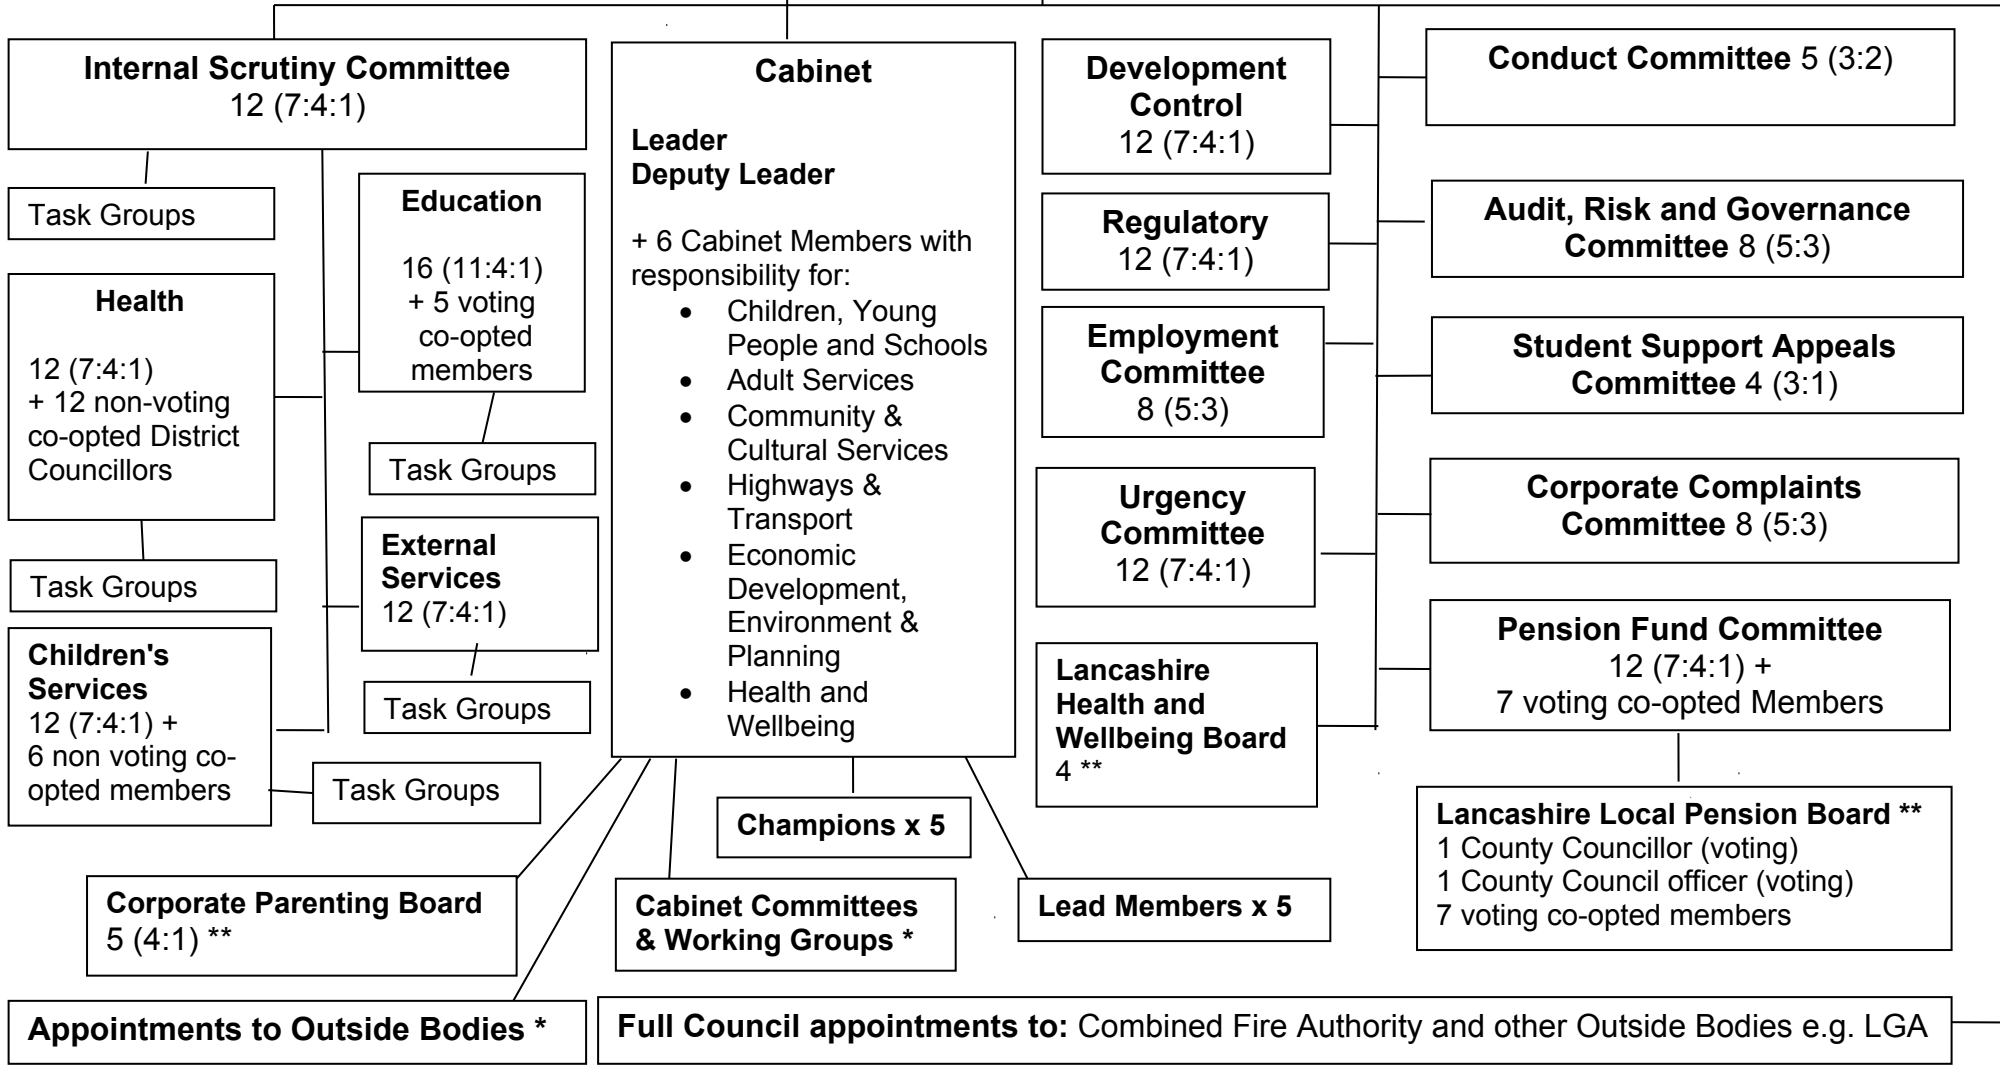 Internal Scrutiny Committee
12 (7:4:1)
Task Groups
Education
16 (11:4:1)
+ 5 voting
co-opted
members
Task Groups
Health
12 (7:4:1)
+ 12 non-voting
co-opted District
Councillors
Task Groups
External
Services
12 (7:4:1)
Task Groups
Children's
Services
12 (7:4:1) +
6 non voting co-
opted members
Task Groups
Cabinet
Leader
Deputy Leader
+ 6 Cabinet Members with
responsibility for:
• Children, Young
People and Schools
• Adult Services
• Community &
Cultural Services
• Highways &
Transport
• Economic
Development,
Environment &
Planning
• Health and
Wellbeing
Champions x 5
Corporate Parenting Board
5 (4:1) **
Cabinet Committees
& Working Groups *
Lead Members x 5
Appointments to Outside Bodies *
Development
Control
12 (7:4:1)
Regulatory
12 (7:4:1)
Employment
Committee
8 (5:3)
Urgency
Committee
12 (7:4:1)
Lancashire
Health and
Wellbeing Board
4 **
Conduct Committee 5 (3:2)
Audit, Risk and Governance
Committee 8 (5:3)
Student Support Appeals
Committee 4 (3:1)
Corporate Complaints
Committee 8 (5:3)
Pension Fund Committee
12 (7:4:1) +
7 voting co-opted Members
Lancashire Local Pension Board **
1 County Councillor (voting)
1 County Council officer (voting)
7 voting co-opted members
Full Council appointments to: Combined Fire Authority and other Outside Bodies e.g. LGA